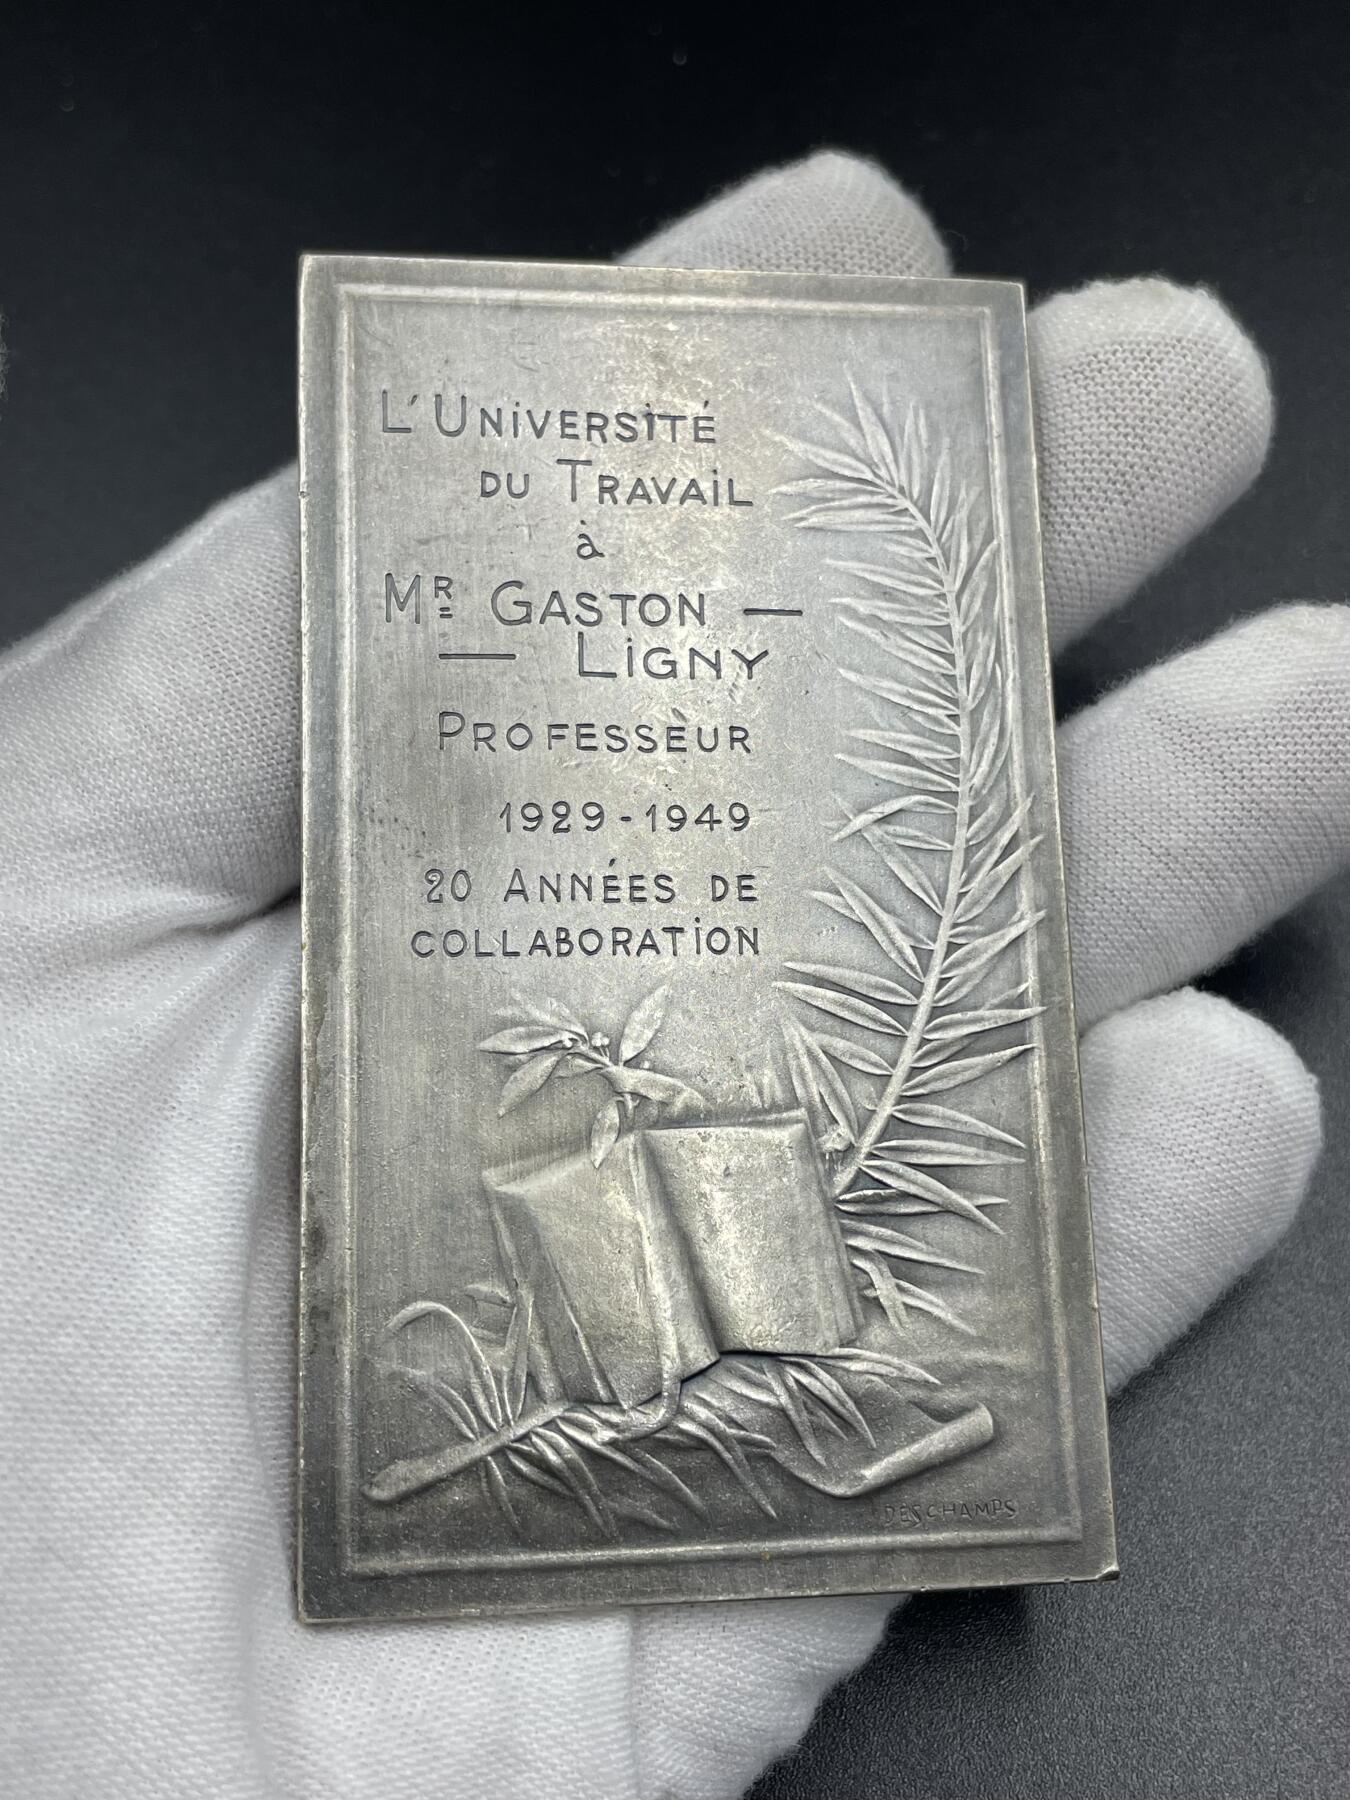 L'Université
du Travail
à
Mr Gaston —
— Ligny
Professeur
1929-1949
20 Années de
collaboration
DESCHAMPS